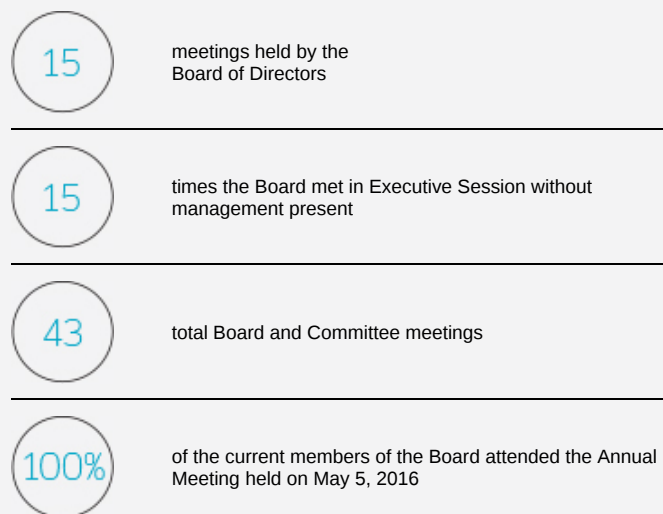 15
meetings held by the
Board of Directors
15
times the Board met in Executive Session without
management present
43
total Board and Committee meetings
100%
of the current members of the Board attended the Annual
Meeting held on May 5, 2016